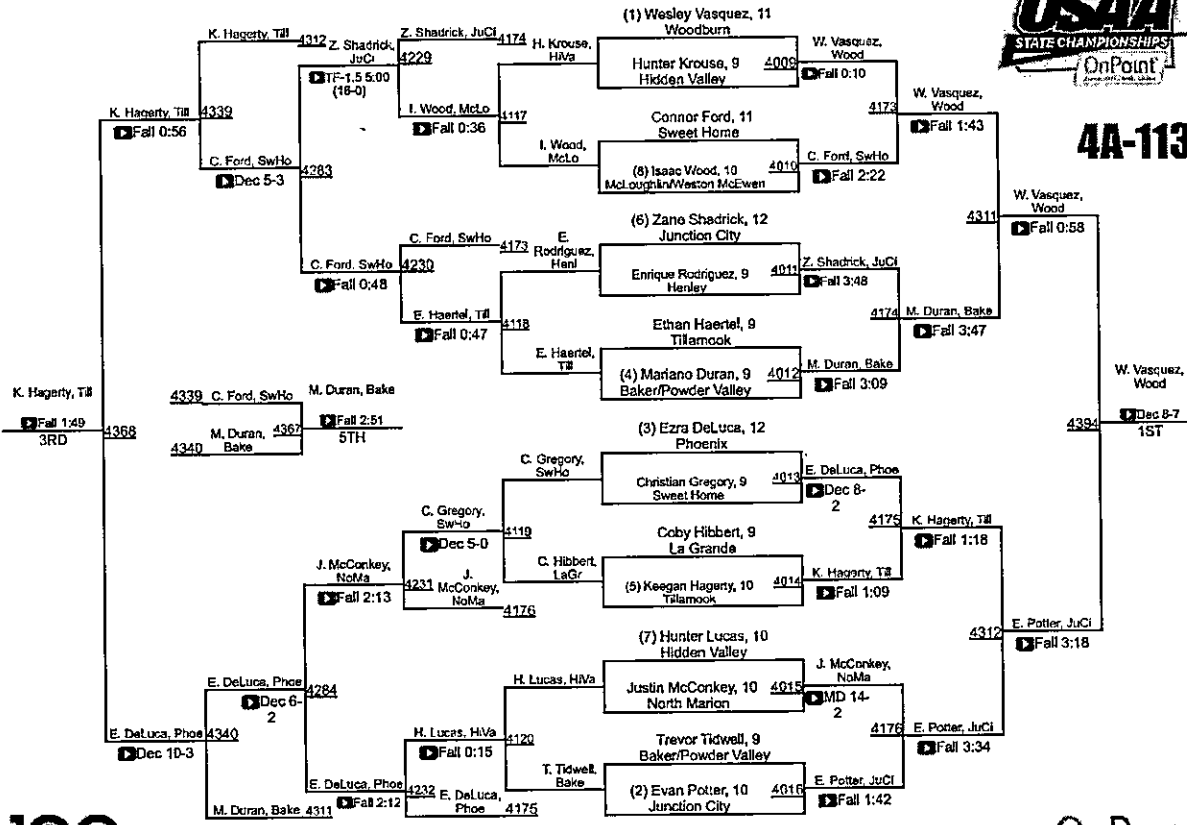 OSAA
STATE CHAMPIONSHIPS
OnPoint
4A-113
(1) Wesley Vasquez, 11
Woodburn
Hunter Krouse, 9
Hidden Valley
4009
Connor Ford, 11
Sweet Home
(8) Isaac Wood, 10
McLoughlin/Weston McEwen
4010
(6) Zane Shadrick, 12
Junction City
Enrique Rodriguez, 9
Henley
4011
Ethan Haertel, 9
Tillamook
(4) Mariano Duran, 9
Baker/Powder Valley
4012
(3) Ezra DeLuca, 12
Phoenix
Christian Gregory, 9
Sweet Home
4013
Coby Hibbert, 9
La Grande
(5) Keegan Hagerty, 10
Tillamook
4014
(7) Hunter Lucas, 10
Hidden Valley
Justin McConkey, 10
North Marion
4015
Trevor Tidwell, 9
Baker/Powder Valley
(2) Evan Potter, 10
Junction City
4016
W. Vasquez,
Wood
Fall 0:10
4173
C. Ford, SwHo
Fall 2:22
Z. Shadrick, JuCi
Fall 3:48
4174
M. Duran, Bake
Fall 3:09
E. DeLuca, Phoe
Dec 8-
2
4175
K. Hagerty, Till
Fall 1:09
J. McConkey,
NoMa
MD 14-
2
4176
E. Potter, JuCi
Fall 1:42
W. Vasquez,
Wood
Fall 1:43
4311
M. Duran, Bake
Fall 3:47
K. Hagerty, Till
Fall 1:18
4312
E. Potter, JuCi
Fall 3:34
W. Vasquez,
Wood
Fall 0:58
4394
E. Potter, JuCi
Fall 3:18
W. Vasquez,
Wood
Dec 8-7
1ST
H. Krouse,
HiVa
4117
I. Wood,
McLo
E.
Rodriguez,
Henl
4118
E. Haertel,
Till
C. Gregory,
SwHo
4119
C. Hibbert,
LaGr
H. Lucas, HiVa
4120
T. Tidwell,
Bake
Z. Shadrick, JuCi 4174
4229
I. Wood, McLo
Fall 0:36
C. Ford, SwHo 4173
4230
E. Haertel, Till
Fall 0:47
C. Gregory,
SwHo
Dec 5-0
4231
J.
McConkey,
NoMa
4176
H. Lucas, HiVa
Fall 0:15
4232
E. DeLuca,
Phoe
4175
Z. Shadrick,
JuCi
TF-1.5 5:00
(16-0)
4283
C. Ford, SwHo
Fall 0:48
J. McConkey,
NoMa
Fall 2:13
4284
E. DeLuca, Phoe
Fall 2:12
K. Hagerty, Till 4312
4339
C. Ford, SwHo
Dec 5-3
E. DeLuca, Phoe
Dec 6-
2
4340
M. Duran, Bake 4311
K. Hagerty, Till
Fall 0:56
4368
E. DeLuca, Phoe
Dec 10-3
K. Hagerty, Till
Fall 1:49
3RD
4339 C. Ford, SwHo
4367
M. Duran,
Bake
4340
M. Duran, Bake
Fall 2:51
5TH